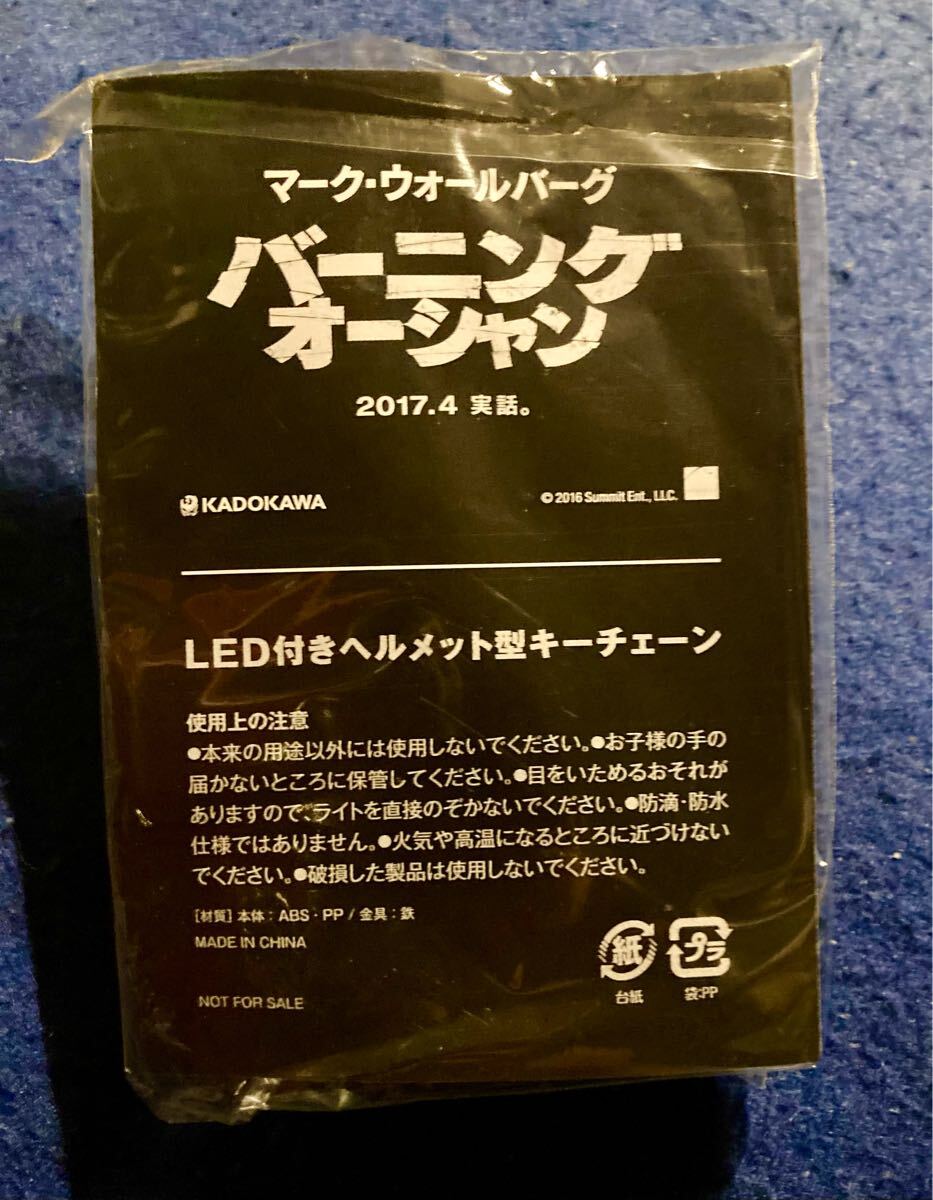 マーク・ウォールバーグ
バーニング
オーシャン
2017.4 実話。
KADOKAWA
© 2016 Summit Ent., LLC.
LED付きヘルメット型キーチェーン
使用上の注意
●本来の用途以外には使用しないでください。●お子様の手の
届かないところに保管してください。●目をいためるおそれが
ありますので、ライトを直接のぞかないでください。●防滴・防水
仕様ではありません。●火気や高温になるところに近づけない
でください。●破損した製品は使用しないでください。
[材質] 本体：ABS・PP / 金具：鉄
MADE IN CHINA
NOT FOR SALE
紙
台紙
プラ
袋:PP